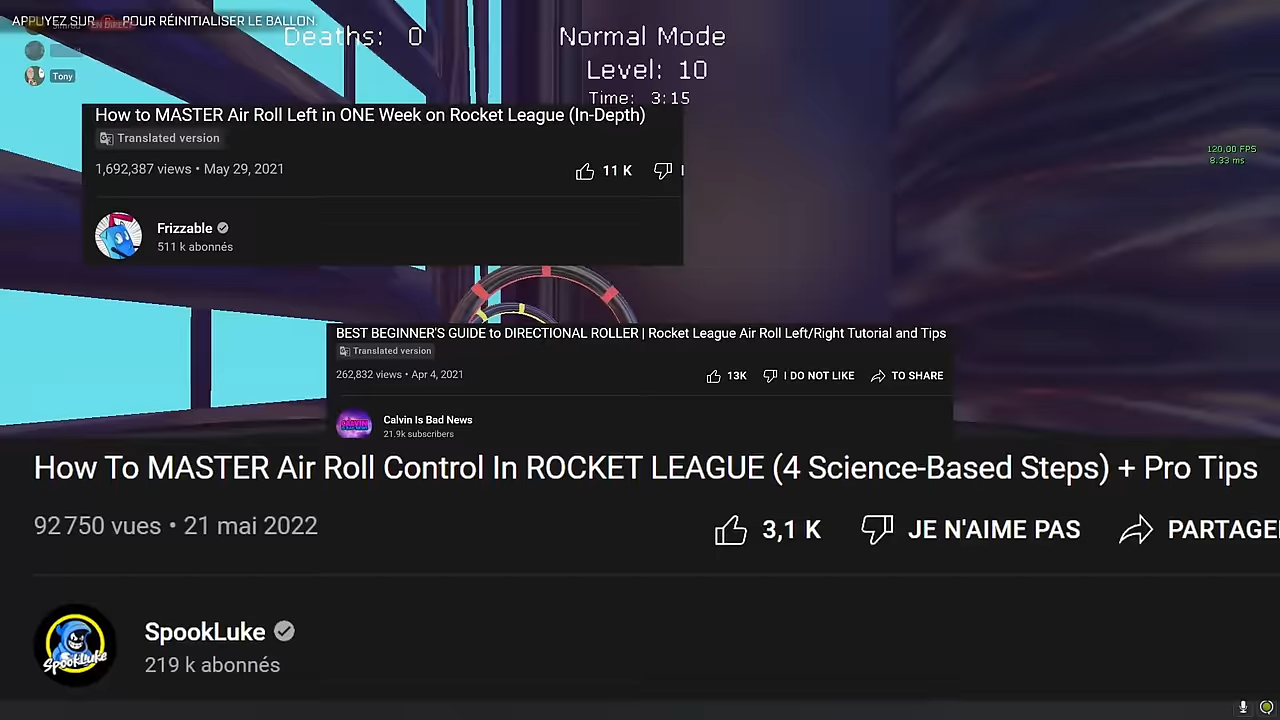 APPUYEZ SUR POUR RÉINITIALISER LE BALLON.
EN DIRECT
Tony
Deaths: 0
Normal Mode
Level: 10
Time: 3:15
120.00 FPS
8.33 ms
How to MASTER Air Roll Left in ONE Week on Rocket League (In-Depth)
Translated version
1,692,387 views • May 29, 2021
11 K
I
Frizzable
511 k abonnés
BEST BEGINNER'S GUIDE to DIRECTIONAL ROLLER | Rocket League Air Roll Left/Right Tutorial and Tips
Translated version
262,832 views • Apr 4, 2021
13K I DO NOT LIKE TO SHARE
CALVIN
Calvin Is Bad News
21.9k subscribers
How To MASTER Air Roll Control In ROCKET LEAGUE (4 Science-Based Steps) + Pro Tips
92 750 vues • 21 mai 2022
3,1 K JE N'AIME PAS PARTAGE
SpookLuke
SpookLuke
219 k abonnés